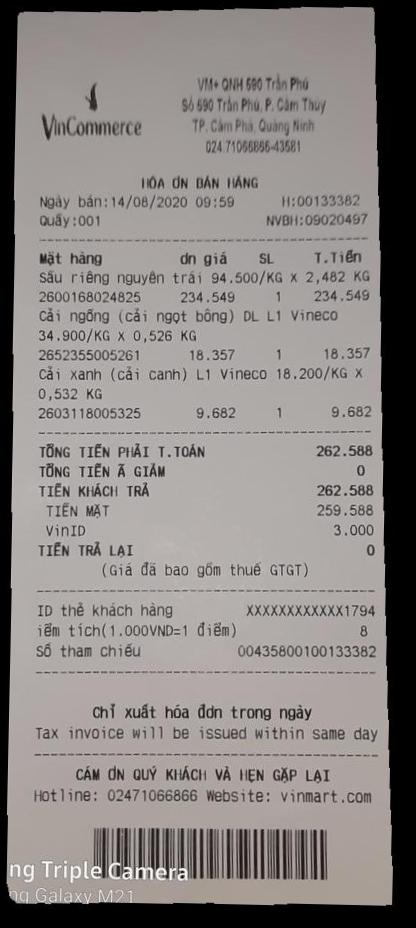 VinCommerce
VM+ QNH 590 Trần Phú
Số 590 Trần Phú, P. Cẩm Thủy
TP. Cẩm Phả, Quảng Ninh
024.71066866-43581
HÓA ƠN BÁN HÀNG
Ngày bán:14/08/2020 09:59 H:00133382
Quầy:001 NVBH:09020497
Mặt hàng ơn giá SL T.Tiền
Sầu riêng nguyên trái 94.500/KG X 2,482 KG
2600168024825 234.549 1 234.549
Cải ngồng (cải ngọt bông) DL L1 Vineco
34.900/KG X 0,526 KG
2652355005261 18.357 1 18.357
Cải xanh (cải canh) L1 Vineco 18.200/KG X
0,532 KG
2603118005325 9.682 1 9.682
TỔNG TIỀN PHẢI T.TOÁN 262.588
TỔNG TIỀN Ã GIẢM 0
TIỀN KHÁCH TRẢ 262.588
TIỀN MẶT 259.588
VinID 3.000
TIỀN TRẢ LẠI 0
(Giá đã bao gồm thuế GTGT)
ID thẻ khách hàng XXXXXXXXXXXX1794
iểm tích(1.000VND=1 điểm) 8
Số tham chiếu 00435800100133382
Chỉ xuất hóa đơn trong ngày
Tax invoice will be issued within same day
CẢM ƠN QUÝ KHÁCH VÀ HẸN GẶP LẠI
Hotline: 02471066866 Website: vinmart.com
ng Triple Camera
ng Galaxy M21